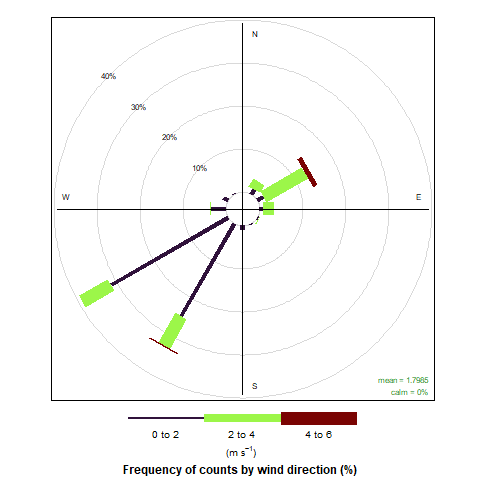 N
40%
30%
20%
10%
W
E
S
mean = 1.7985
calm = 0%
0 to 2
2 to 4
4 to 6
(m s⁻¹)
Frequency of counts by wind direction (%)